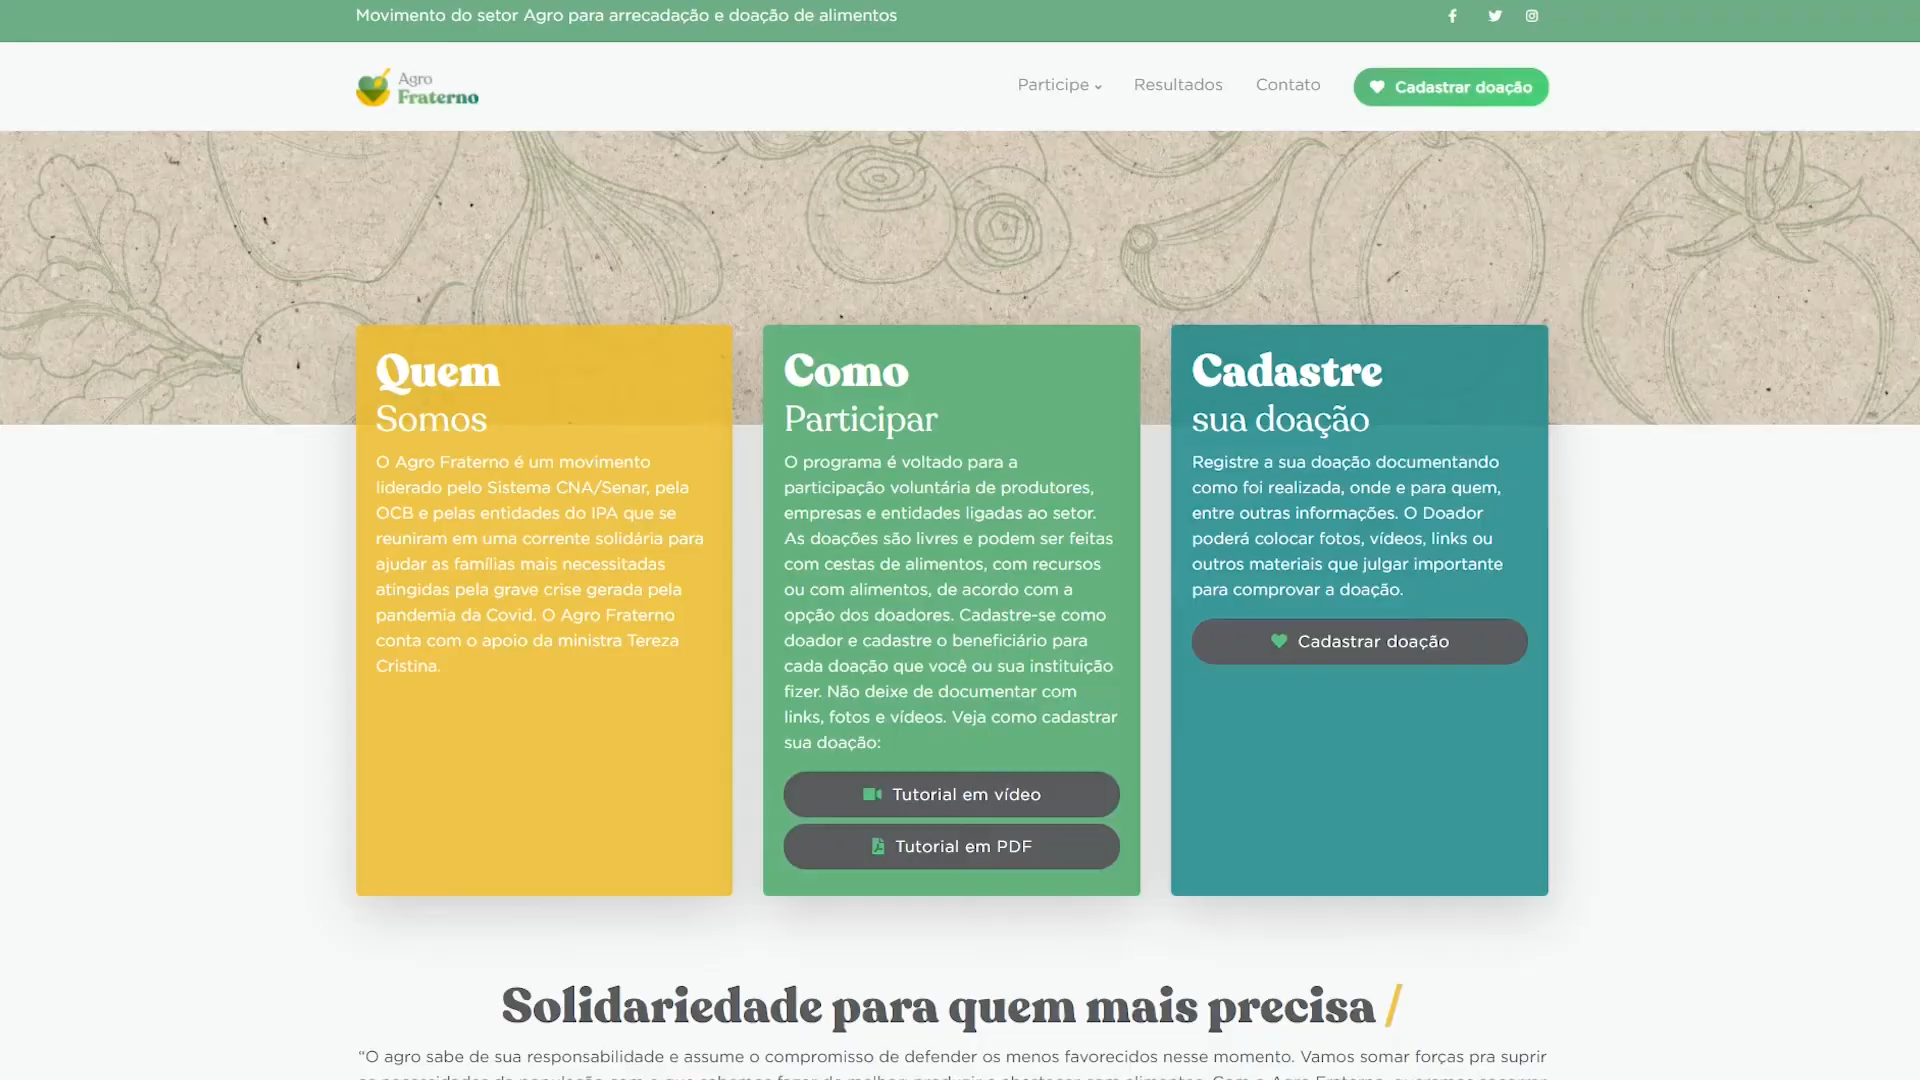 Movimento do setor Agro para arrecadação e doação de alimentos
Agro
Fraterno
Participe
Resultados
Contato
Cadastrar doação
Quem
Somos
O Agro Fraterno é um movimento
liderado pelo Sistema CNA/Senar, pela
OCB e pelas entidades do IPA que se
reuniram em uma corrente solidária para
ajudar as famílias mais necessitadas
atingidas pela grave crise gerada pela
pandemia da Covid. O Agro Fraterno
conta com o apoio da ministra Tereza
Cristina.
Como
Participar
O programa é voltado para a
participação voluntária de produtores,
empresas e entidades ligadas ao setor.
As doações são livres e podem ser feitas
com cestas de alimentos, com recursos
ou com alimentos, de acordo com a
opção dos doadores. Cadastre-se como
doador e cadastre o beneficiário para
cada doação que você ou sua instituição
fizer. Não deixe de documentar com
links, fotos e vídeos. Veja como cadastrar
sua doação:
Tutorial em vídeo
Tutorial em PDF
Cadastre
sua doação
Registre a sua doação documentando
como foi realizada, onde e para quem,
entre outras informações. O Doador
poderá colocar fotos, vídeos, links ou
outros materiais que julgar importante
para comprovar a doação.
Cadastrar doação
Solidariedade para quem mais precisa /
“O agro sabe de sua responsabilidade e assume o compromisso de defender os menos favorecidos nesse momento. Vamos somar forças pra suprir